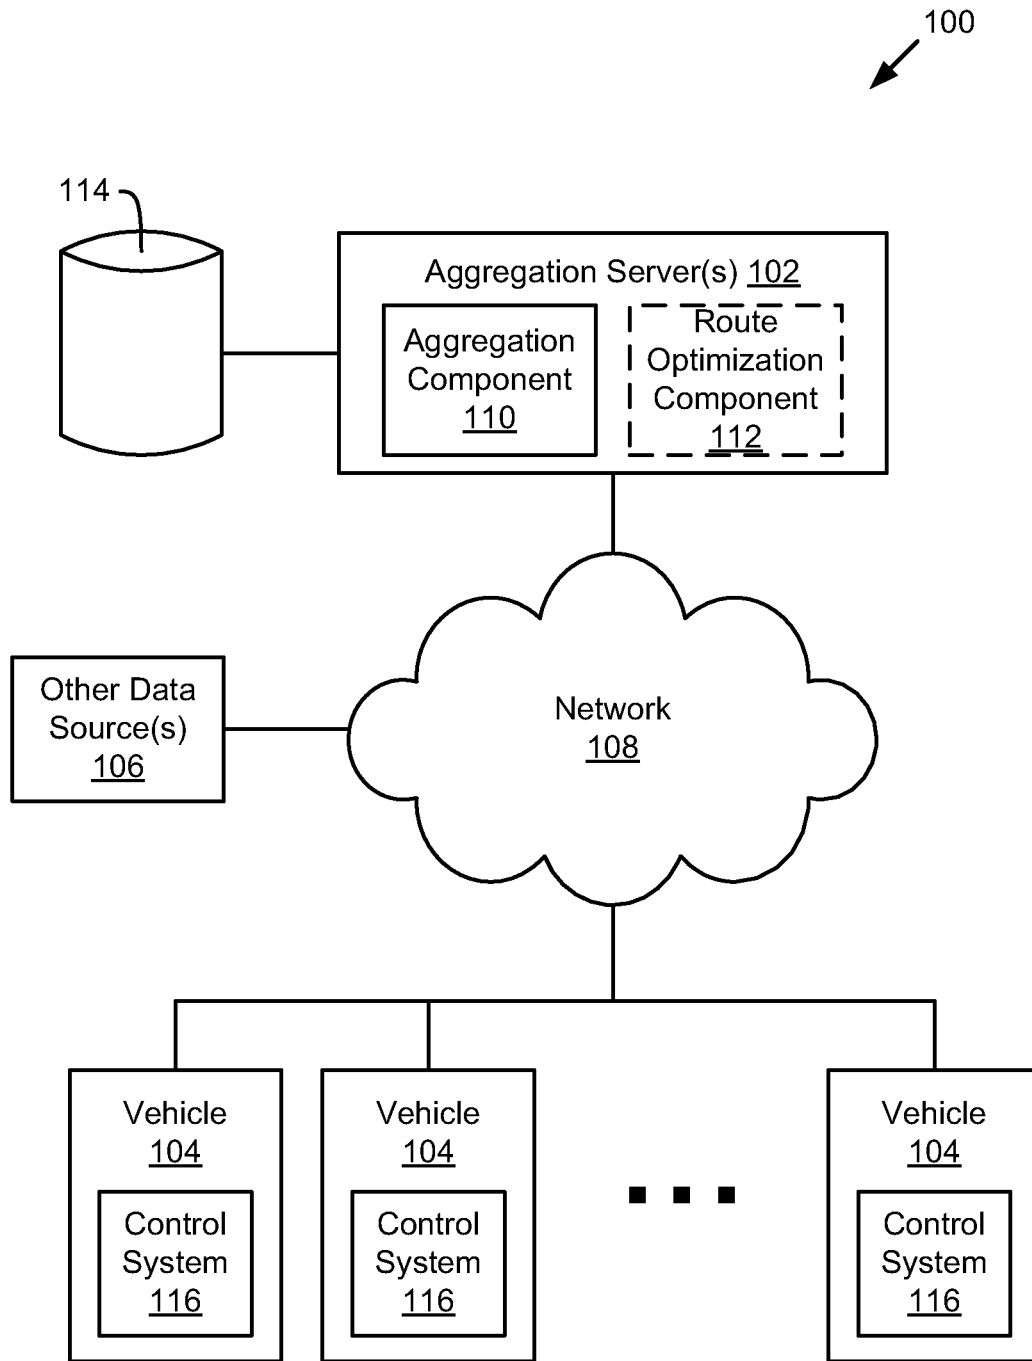 100
114
Aggregation Server(s) 102
Aggregation
Component
110
Route
Optimization
Component
112
Other Data
Source(s)
106
Network
108
Vehicle
104
Control
System
116
Vehicle
104
Control
System
116
Vehicle
104
Control
System
116